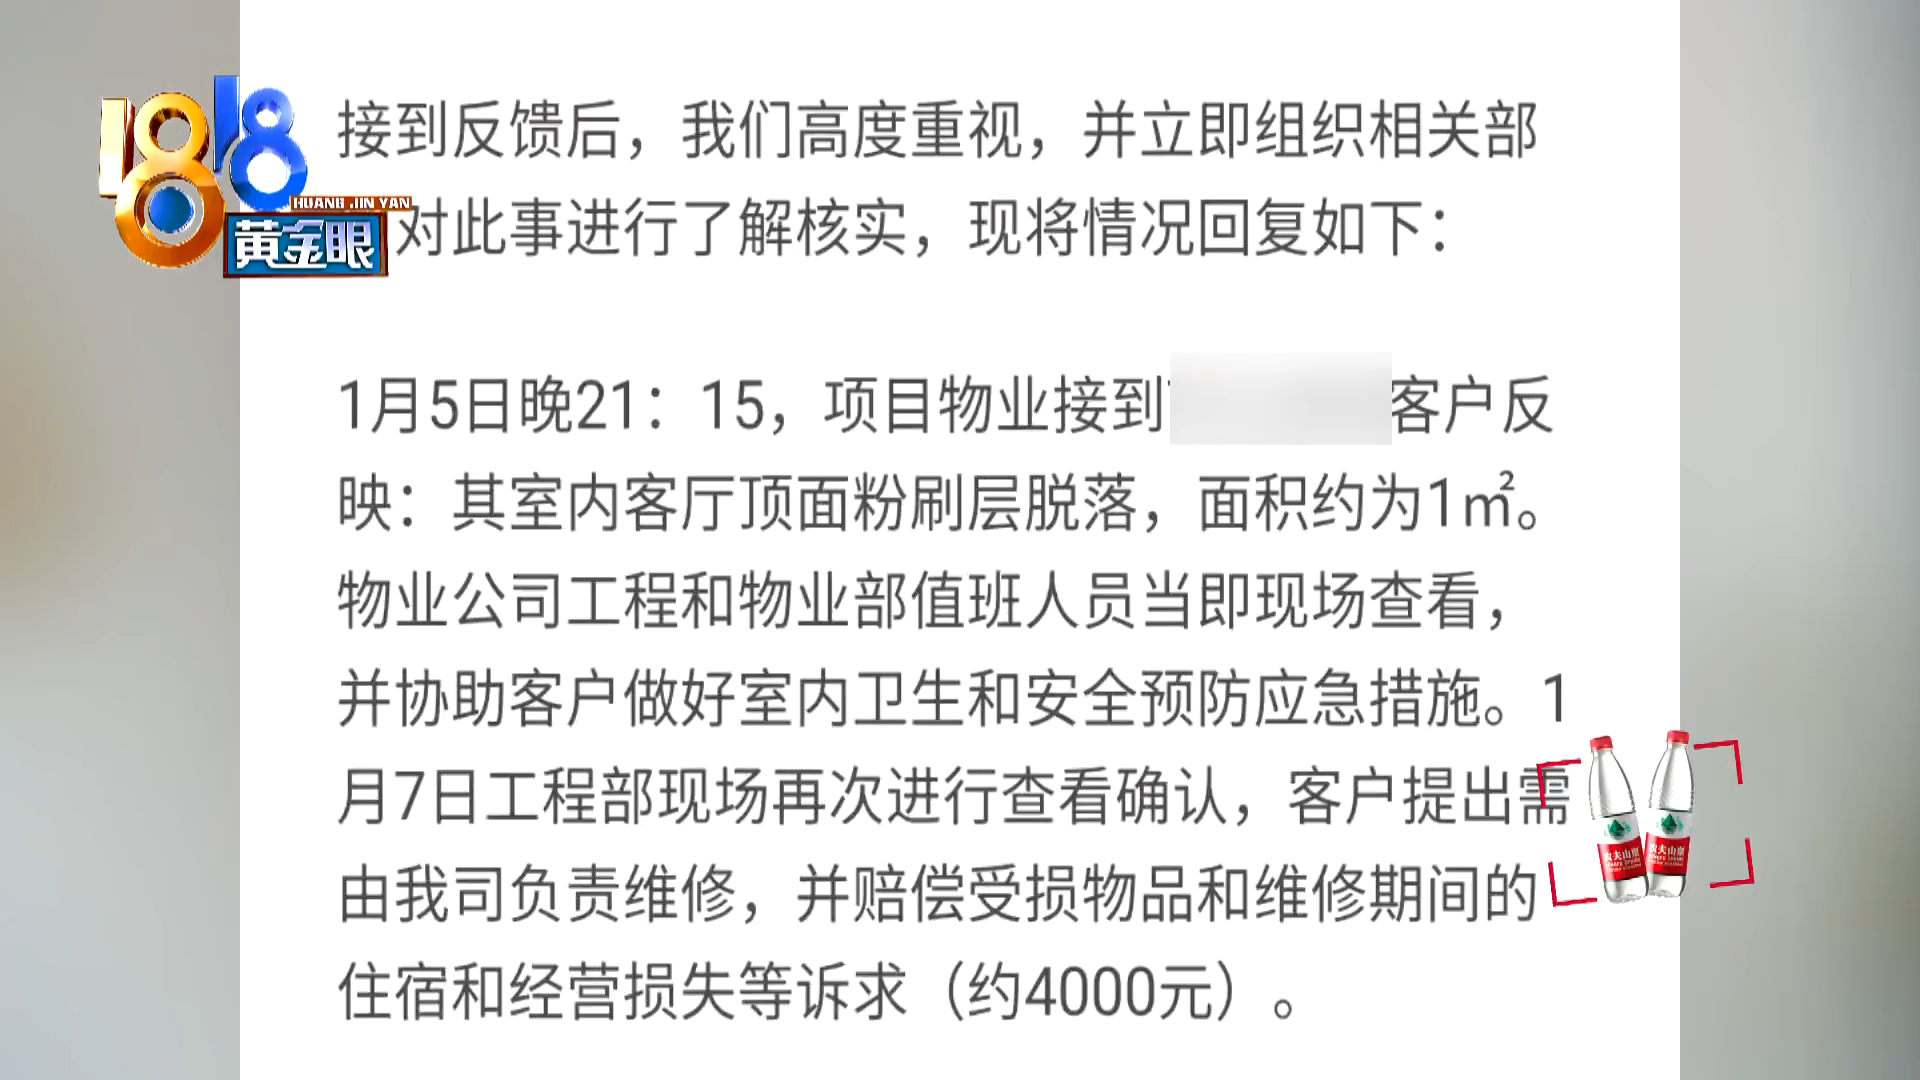 1818
HUANG JIN YAN
黄金眼
接到反馈后，我们高度重视，并立即组织相关部
对此事进行了解核实，现将情况回复如下：
1月5日晚21：15，项目物业接到
客户反
映：其室内客厅顶面粉刷层脱落，面积约为1㎡。
物业公司工程和物业部值班人员当即现场查看，
并协助客户做好室内卫生和安全预防应急措施。1
月7日工程部现场再次进行查看确认，客户提出需
由我司负责维修，并赔偿受损物品和维修期间的
住宿和经营损失等诉求（约4000元）。
农夫山泉
农夫山泉